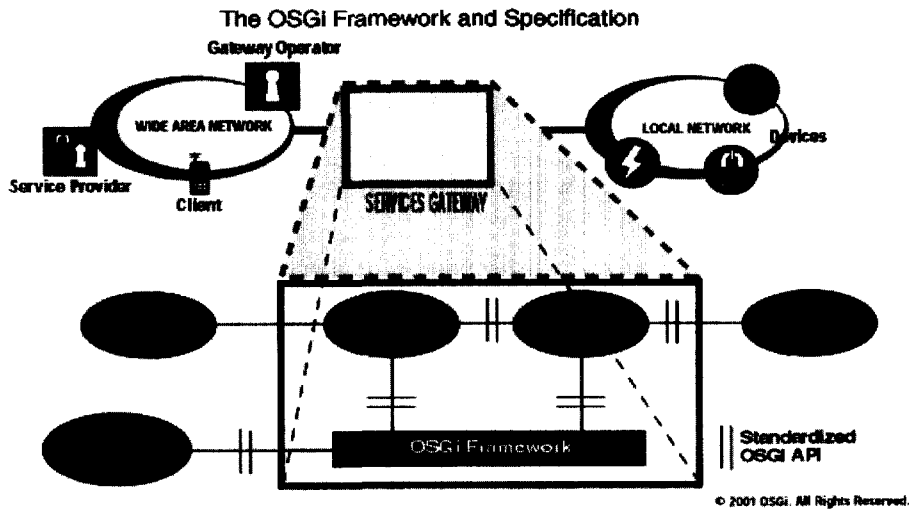 The OSGi Framework and Specification
Gateway Operator
WIDE AREA NETWORK
LOCAL NETWORK
Devices
Service Provider
Client
SERVICES GATEWAY
OSGi Framework
Standardized
OSGi API
© 2001 OSGi. All Rights Reserved.